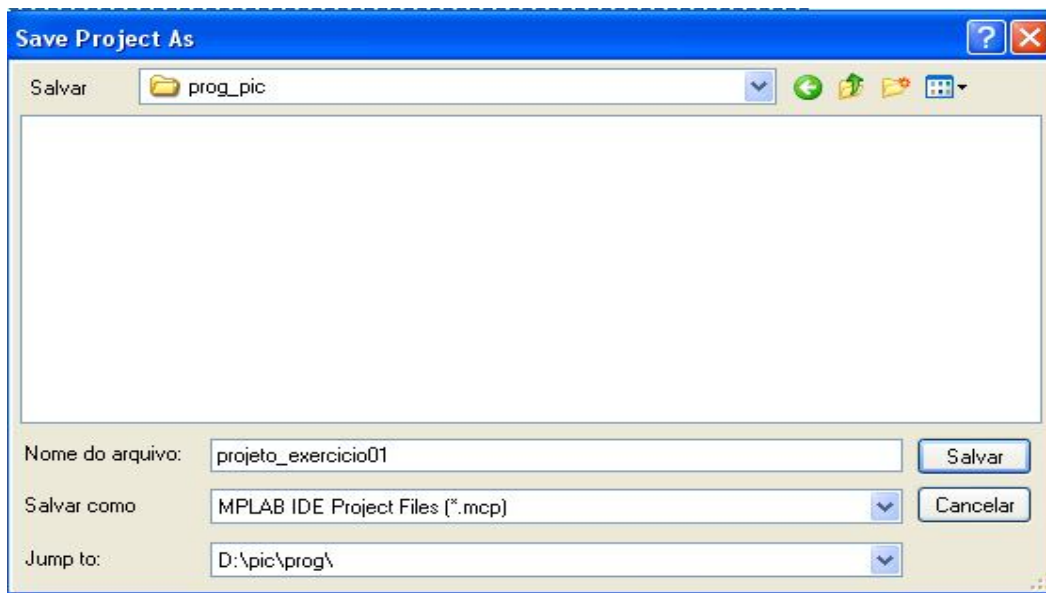 Save Project As
Salvar
prog_pic
Nome do arquivo:
projeto_exercicio01
Salvar
Salvar como
MPLAB IDE Project Files (*.mcp)
Cancelar
Jump to:
D:\pic\prog\